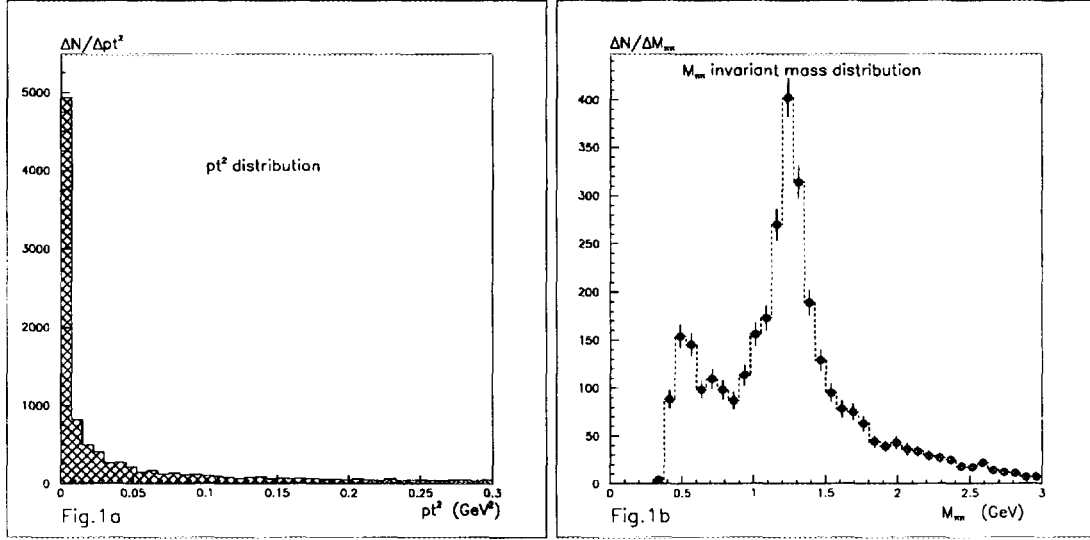 ΔN/Δpt²
5000
4000
3000
2000
1000
0
pt² distribution
0 0.05 0.1 0.15 0.2 0.25 0.3
Fig.1a pt² (GeV²)
ΔN/ΔMππ
Mππ invariant mass distribution
400
350
300
250
200
150
100
50
0
0 0.5 1 1.5 2 2.5 3
Fig.1b Mππ (GeV)